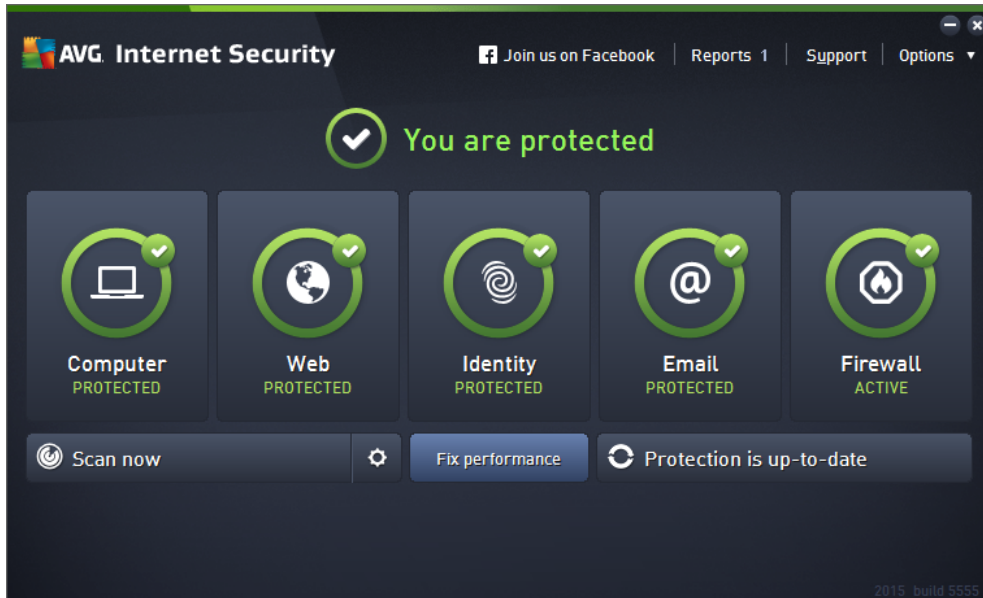 AVG. Internet Security
Join us on Facebook
Reports 1
Support
Options
You are protected
Computer
PROTECTED
Web
PROTECTED
Identity
PROTECTED
Email
PROTECTED
Firewall
ACTIVE
Scan now
Fix performance
Protection is up-to-date
2015 build 5555